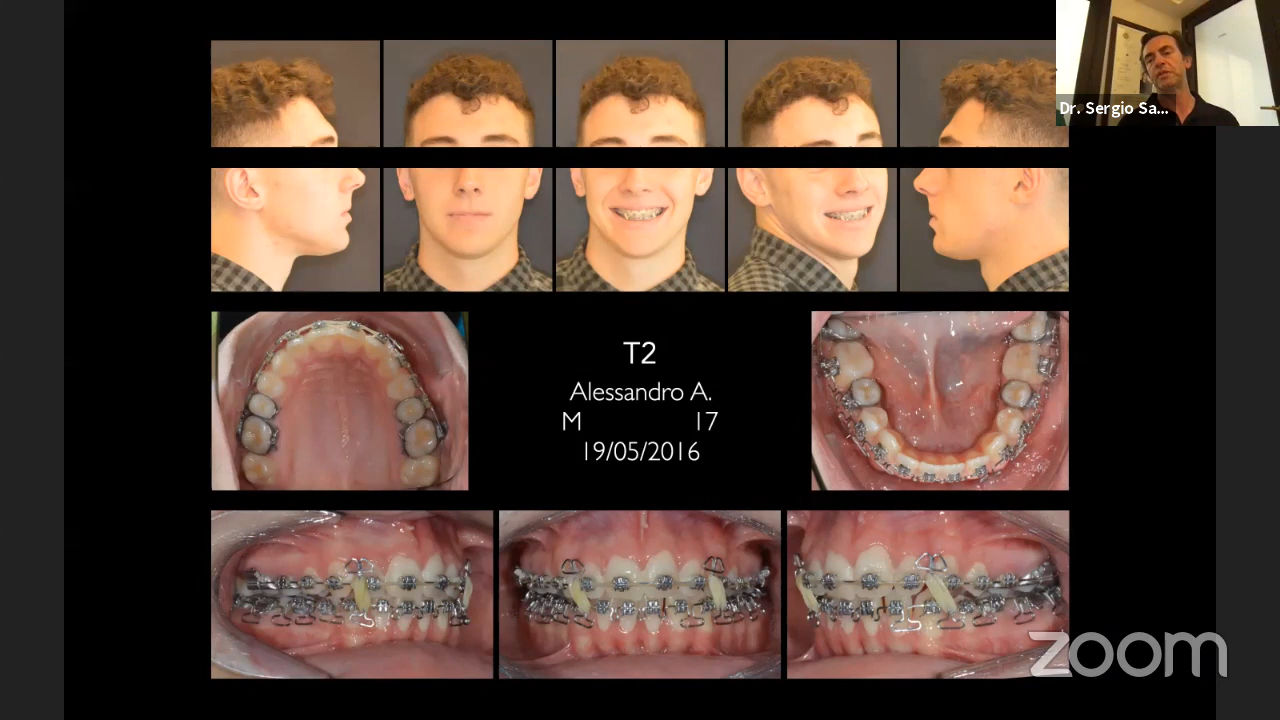 Dr. Sergio Sa...
T2
Alessandro A.
M 17
19/05/2016
zoom